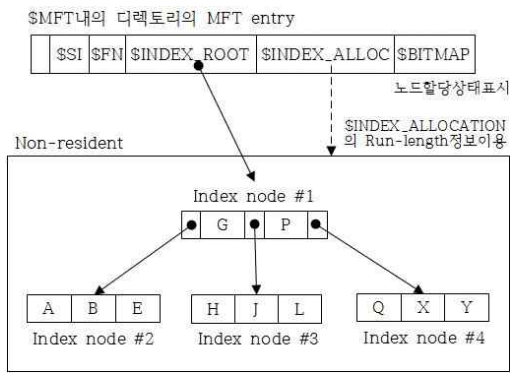 $MFT내의 디렉토리의 MFT entry
$SI $FN $INDEX_ROOT $INDEX_ALLOC $BITMAP
노드할당상태표시
$INDEX_ALLOCATION
의 Run-length정보이용
Non-resident
Index node #1
G P
A B E H J L Q X Y
Index node #2 Index node #3 Index node #4